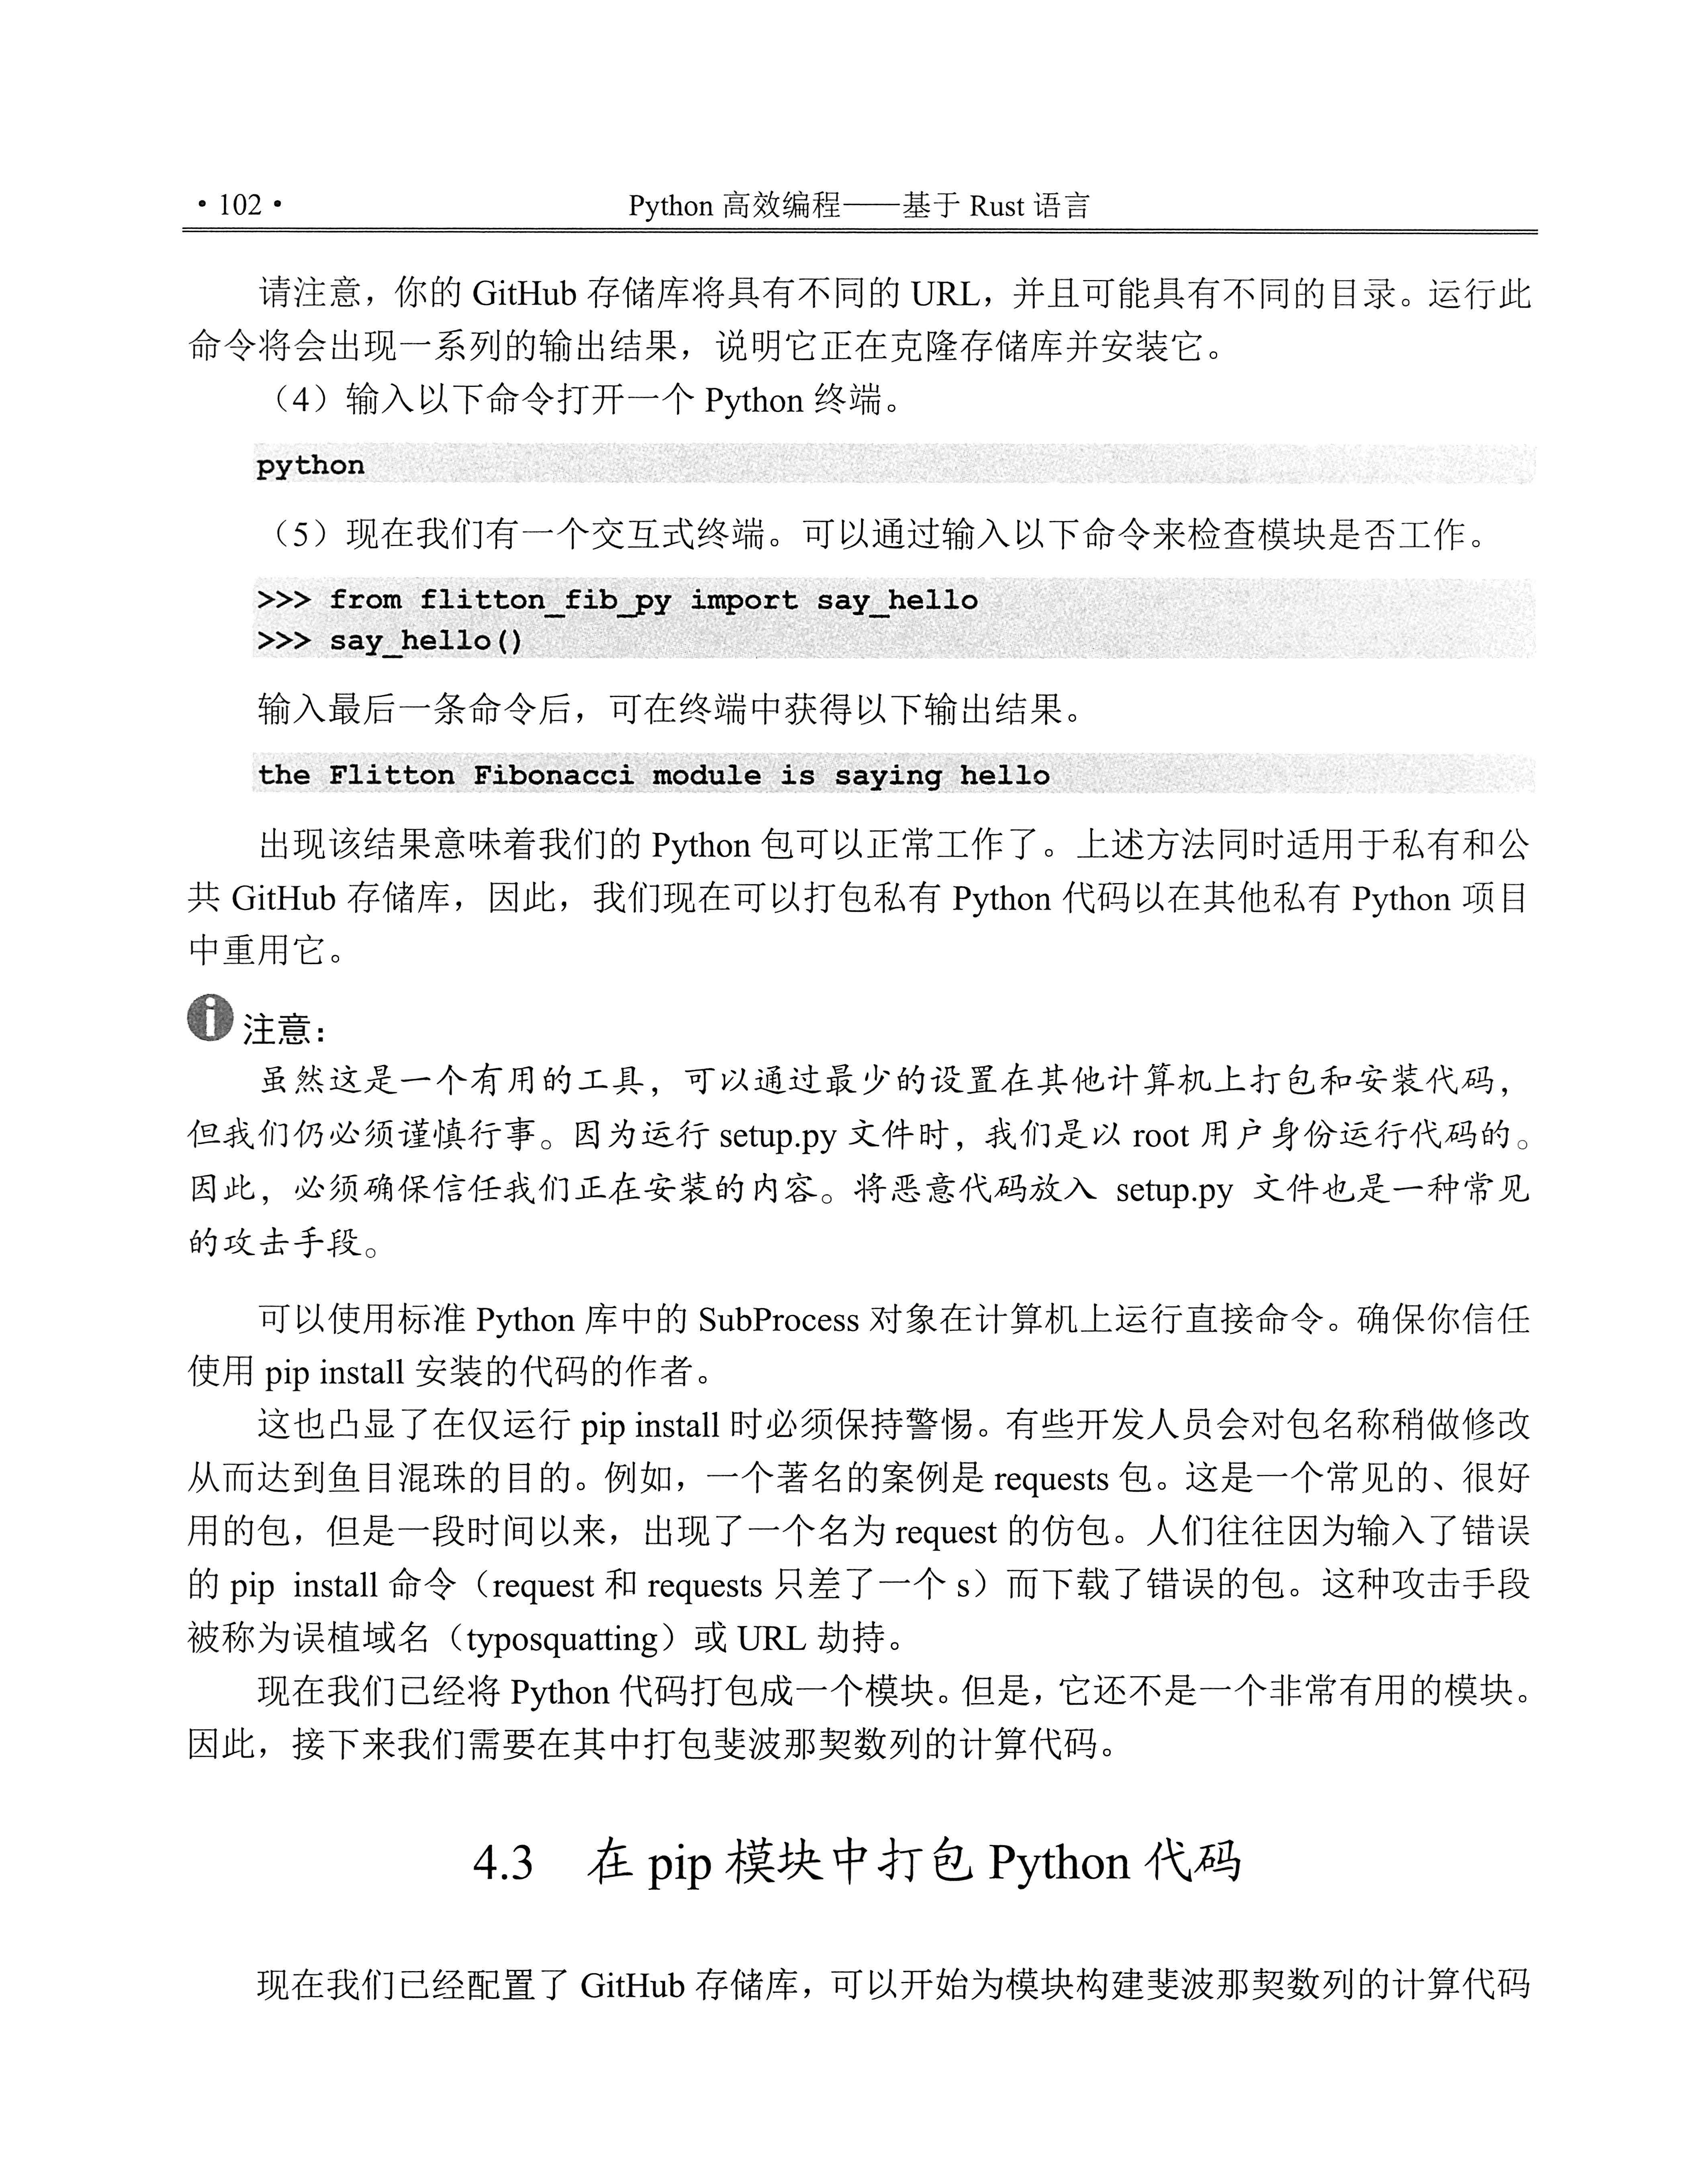 • 102 •
Python 高效编程——基于 Rust 语言
请注意，你的 GitHub 存储库将具有不同的 URL，并且可能具有不同的目录。运行此
命令将会出现一系列的输出结果，说明它正在克隆存储库并安装它。
（4）输入以下命令打开一个 Python 终端。
python
（5）现在我们有一个交互式终端。可以通过输入以下命令来检查模块是否工作。
>>> from flitton_fib_py import say_hello
>>> say_hello()
输入最后一条命令后，可在终端中获得以下输出结果。
the Flitton Fibonacci module is saying hello
出现该结果意味着我们的 Python 包可以正常工作了。上述方法同时适用于私有和公
共 GitHub 存储库，因此，我们现在可以打包私有 Python 代码以在其他私有 Python 项目
中重用它。
注意：
虽然这是一个有用的工具，可以通过最少的设置在其他计算机上打包和安装代码，
但我们仍必须谨慎行事。因为运行 setup.py 文件时，我们是以 root 用户身份运行代码的。
因此，必须确保信任我们正在安装的内容。将恶意代码放入 setup.py 文件也是一种常见
的攻击手段。
可以使用标准 Python 库中的 SubProcess 对象在计算机上运行直接命令。确保你信任
使用 pip install 安装的代码的作者。
这也凸显了在仅运行 pip install 时必须保持警惕。有些开发人员会对包名称稍做修改
从而达到鱼目混珠的目的。例如，一个著名的案例是 requests 包。这是一个常见的、很好
用的包，但是一段时间以来，出现了一个名为 request 的仿包。人们往往因为输入了错误
的 pip install 命令（request 和 requests 只差了一个 s）而下载了错误的包。这种攻击手段
被称为误植域名（typosquatting）或 URL 劫持。
现在我们已经将 Python 代码打包成一个模块。但是，它还不是一个非常有用的模块。
因此，接下来我们需要在其中打包斐波那契数列的计算代码。
4.3 在 pip 模块中打包 Python 代码
现在我们已经配置了 GitHub 存储库，可以开始为模块构建斐波那契数列的计算代码